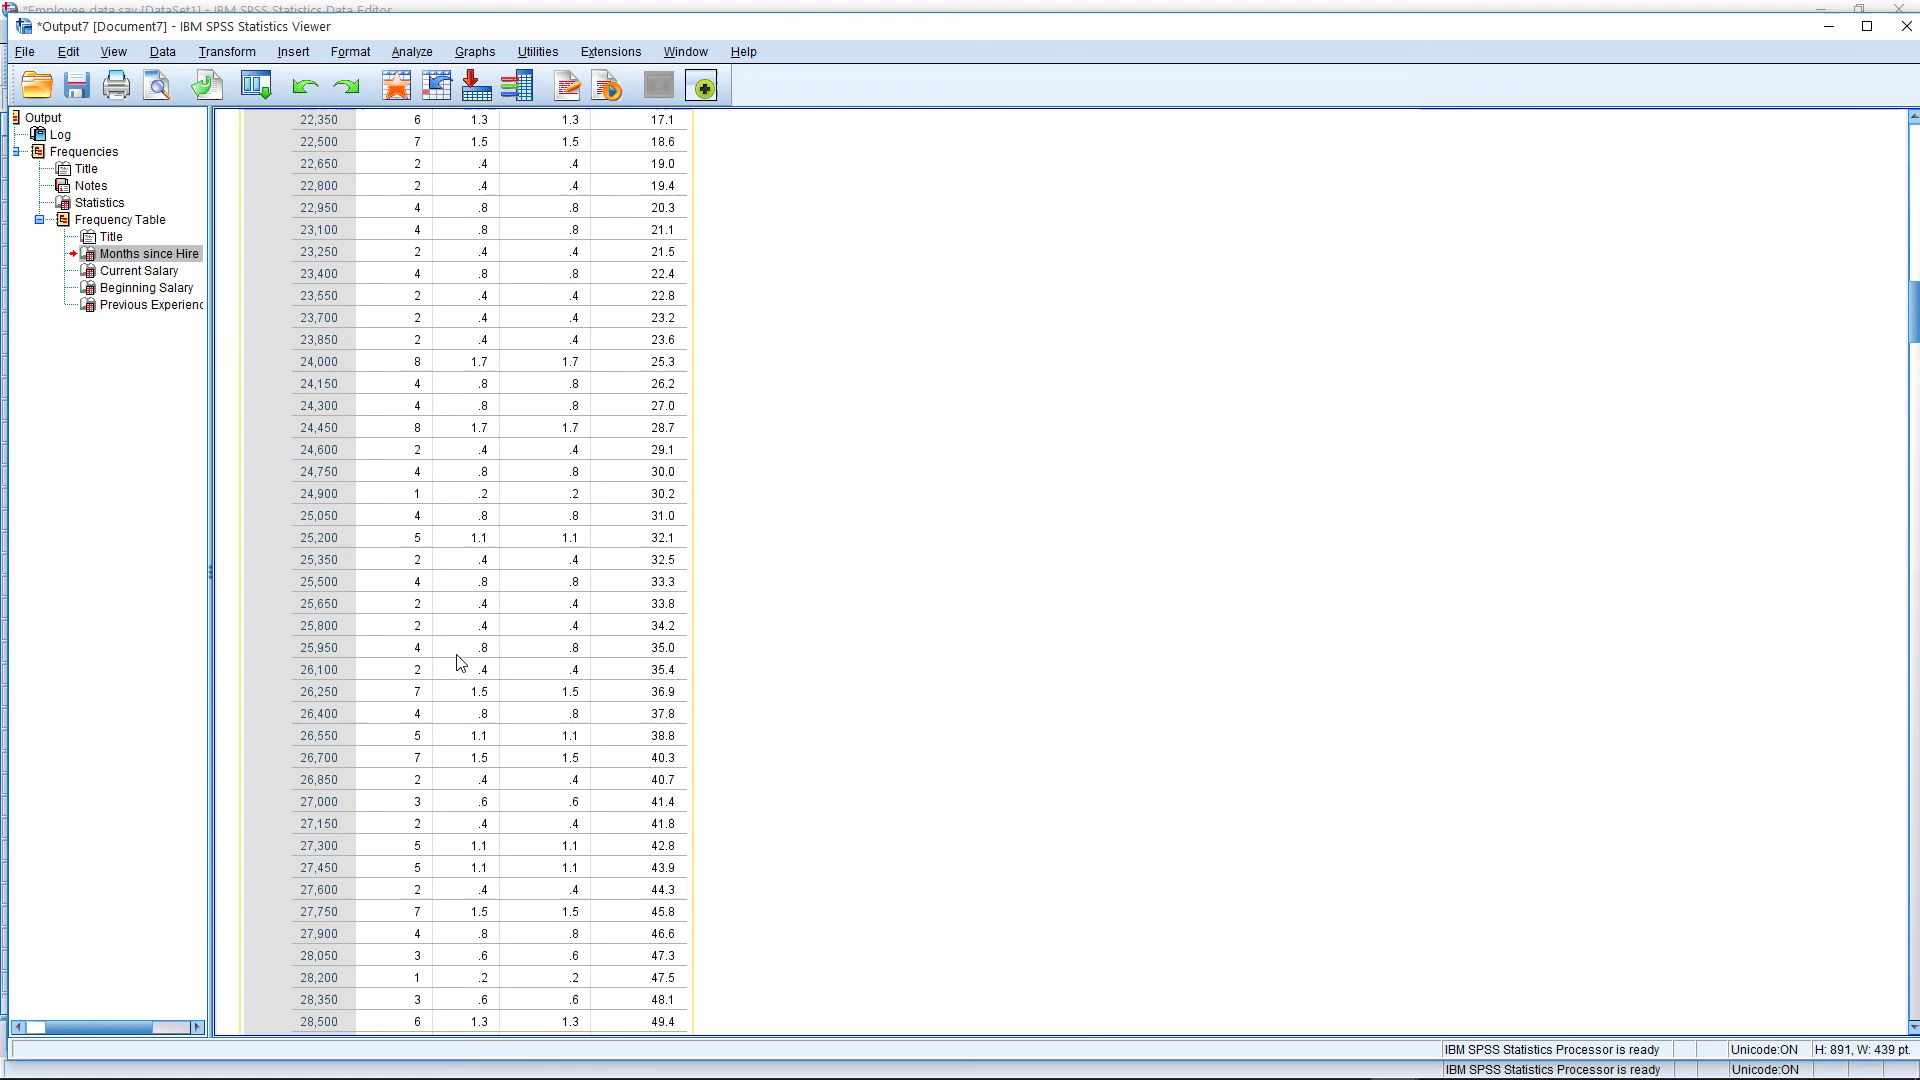 *Employee data.sav [DataSet1] - IBM SPSS Statistics Data Editor
*Output7 [Document7] - IBM SPSS Statistics Viewer
File Edit View Data Transform Insert Format Analyze Graphs Utilities Extensions Window Help
Output
Log
Frequencies
Title
Notes
Statistics
Frequency Table
Title
Months since Hire
Current Salary
Beginning Salary
Previous Experienc
22,350 6 1.3 1.3 17.1
22,500 7 1.5 1.5 18.6
22,650 2 .4 .4 19.0
22,800 2 .4 .4 19.4
22,950 4 .8 .8 20.3
23,100 4 .8 .8 21.1
23,250 2 .4 .4 21.5
23,400 4 .8 .8 22.4
23,550 2 .4 .4 22.8
23,700 2 .4 .4 23.2
23,850 2 .4 .4 23.6
24,000 8 1.7 1.7 25.3
24,150 4 .8 .8 26.2
24,300 4 .8 .8 27.0
24,450 8 1.7 1.7 28.7
24,600 2 .4 .4 29.1
24,750 4 .8 .8 30.0
24,900 1 .2 .2 30.2
25,050 4 .8 .8 31.0
25,200 5 1.1 1.1 32.1
25,350 2 .4 .4 32.5
25,500 4 .8 .8 33.3
25,650 2 .4 .4 33.8
25,800 2 .4 .4 34.2
25,950 4 .8 .8 35.0
26,100 2 .4 .4 35.4
26,250 7 1.5 1.5 36.9
26,400 4 .8 .8 37.8
26,550 5 1.1 1.1 38.8
26,700 7 1.5 1.5 40.3
26,850 2 .4 .4 40.7
27,000 3 .6 .6 41.4
27,150 2 .4 .4 41.8
27,300 5 1.1 1.1 42.8
27,450 5 1.1 1.1 43.9
27,600 2 .4 .4 44.3
27,750 7 1.5 1.5 45.8
27,900 4 .8 .8 46.6
28,050 3 .6 .6 47.3
28,200 1 .2 .2 47.5
28,350 3 .6 .6 48.1
28,500 6 1.3 1.3 49.4
IBM SPSS Statistics Processor is ready Unicode:ON H: 891, W: 439 pt.
IBM SPSS Statistics Processor is ready Unicode:ON